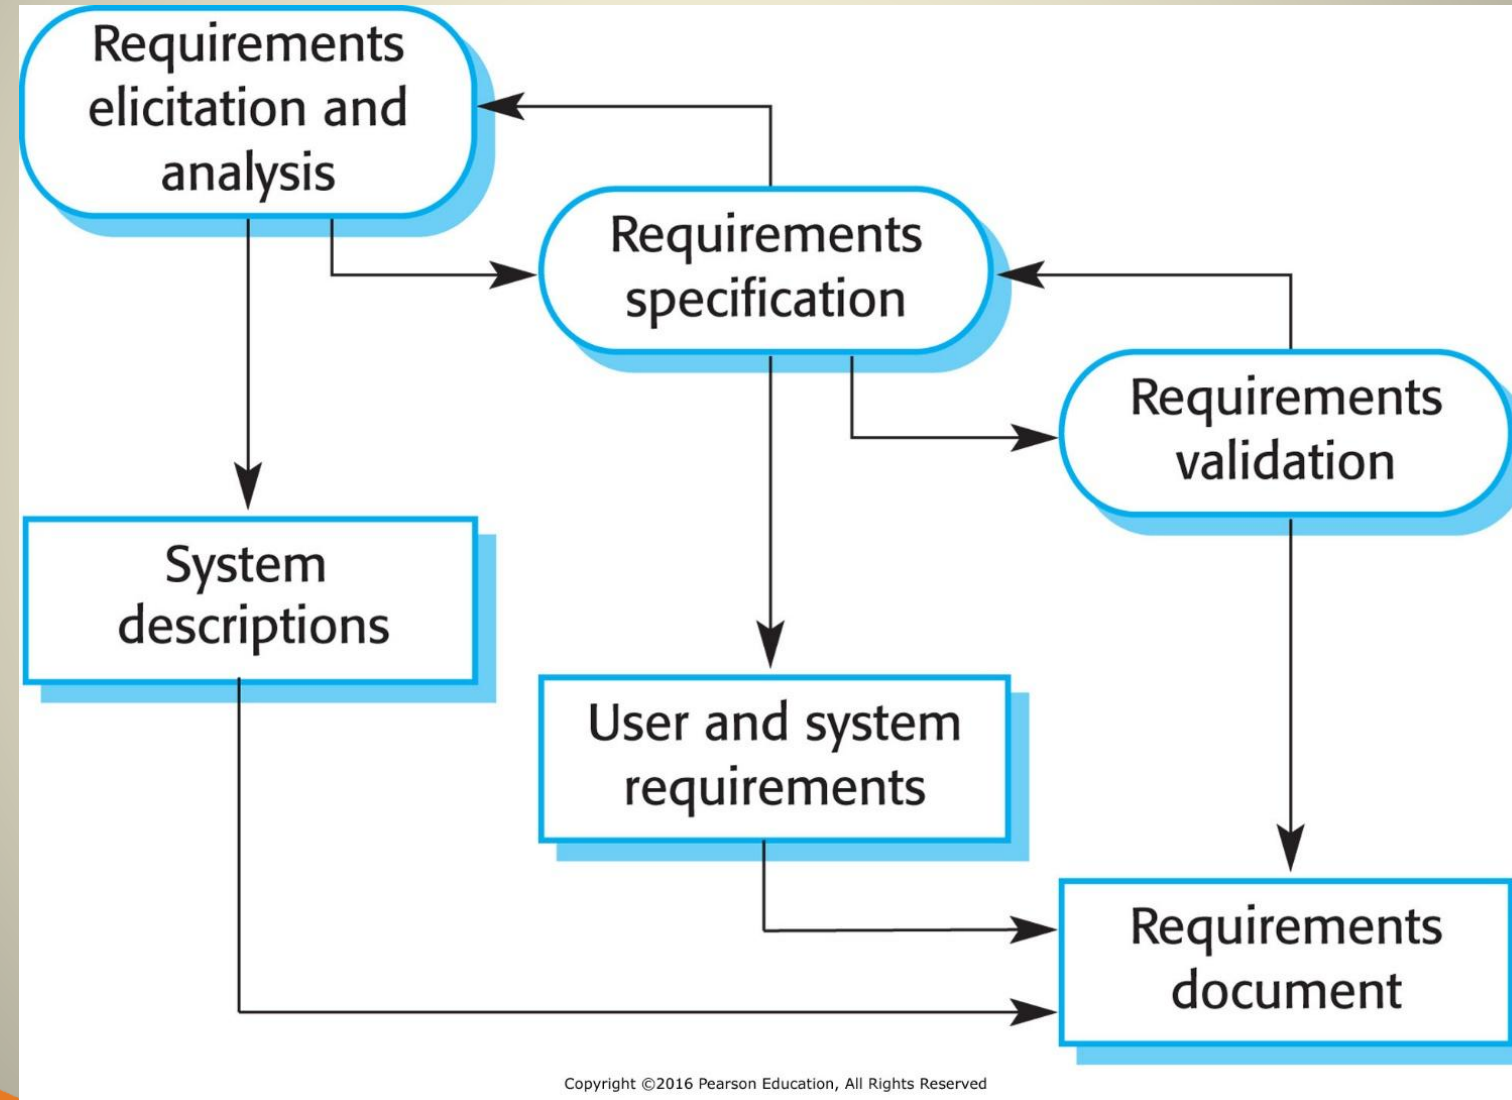 Requirements
elicitation and
analysis
Requirements
specification
Requirements
validation
System
descriptions
User and system
requirements
Requirements
document
Copyright ©2016 Pearson Education, All Rights Reserved